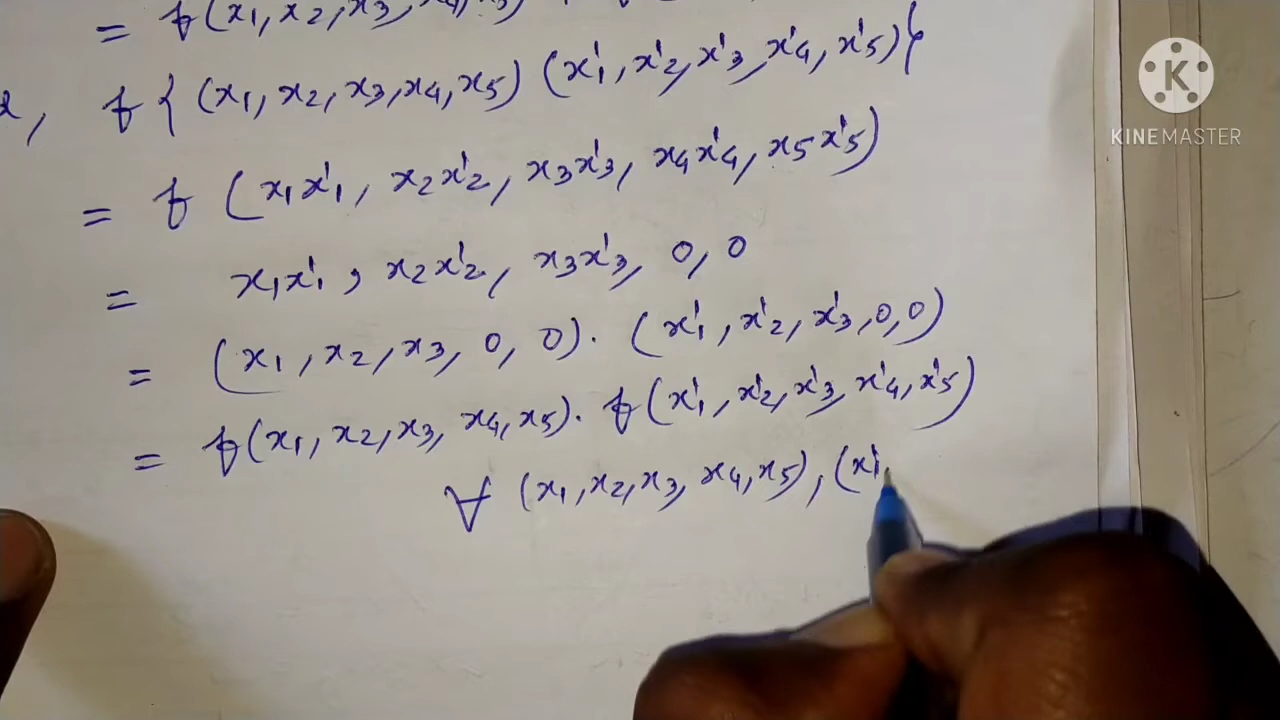 = f(x₁, x₂, x₃, x₄, x₅)
f { (x₁, x₂, x₃, x₄, x₅) (x'₁, x'₂, x'₃, x'₄, x'₅) }
= f (x₁x'₁, x₂x'₂, x₃x'₃, x₄x'₄, x₅x'₅)
= x₁x'₁, x₂x'₂, x₃x'₃, 0, 0
= (x₁, x₂, x₃, 0, 0). (x'₁, x'₂, x'₃, 0, 0)
= f(x₁, x₂, x₃, x₄, x₅). f(x'₁, x'₂, x'₃, x'₄, x'₅)
∀ (x₁, x₂, x₃, x₄, x₅), (x'₁
K
KINEMASTER